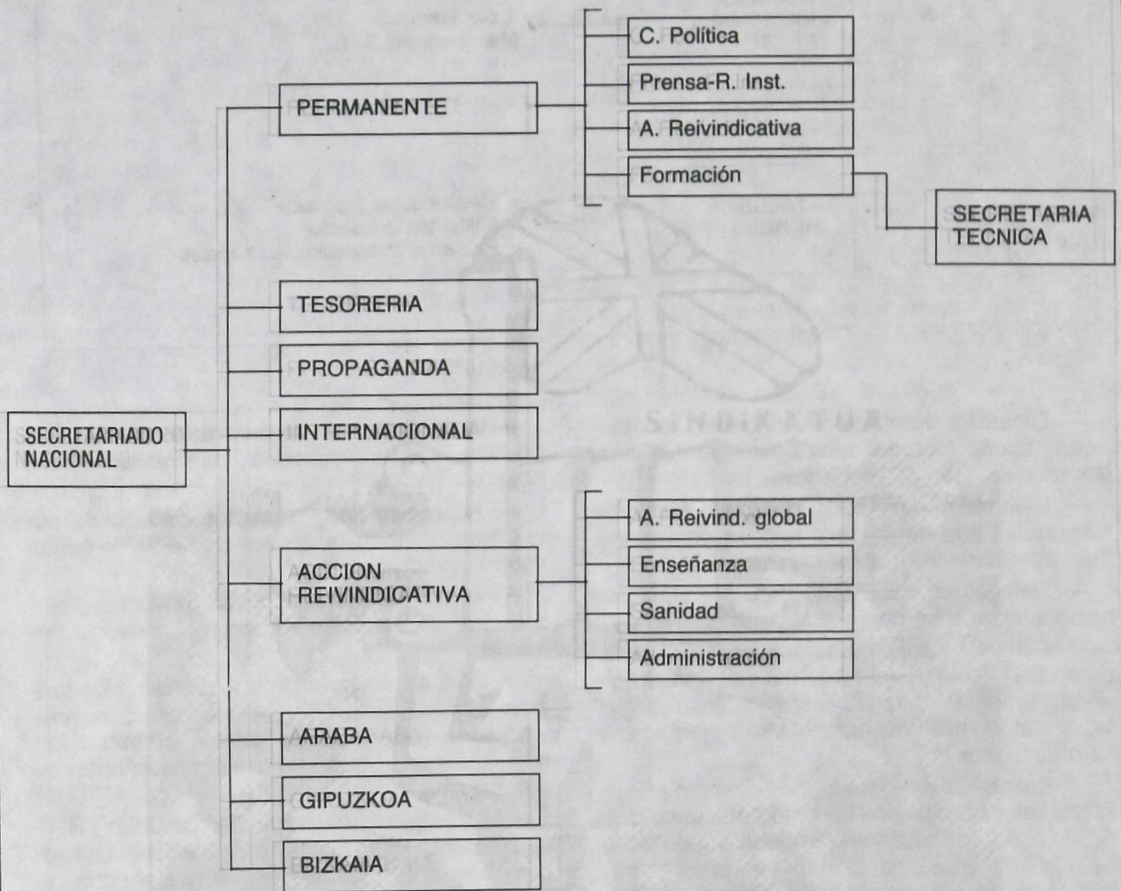 C. Política
Prensa-R. Inst.
PERMANENTE
A. Reivindicativa
Formación
SECRETARIA
TECNICA
TESORERIA
PROPAGANDA
SECRETARIADO
NACIONAL
INTERNACIONAL
A. Reivind. global
ACCION
REIVINDICATIVA
Enseñanza
Sanidad
Administración
ARABA
GIPUZKOA
BIZKAIA